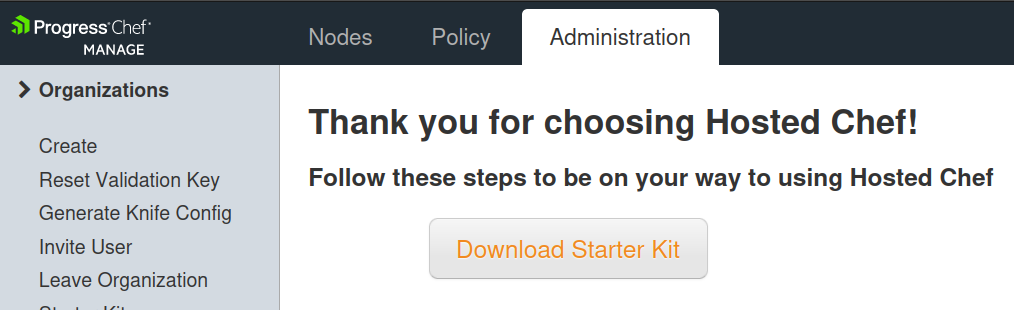 Progress Chef
MANAGE
Nodes
Policy
Administration
Organizations
Create
Reset Validation Key
Generate Knife Config
Invite User
Leave Organization
Starter Kit
Thank you for choosing Hosted Chef!
Follow these steps to be on your way to using Hosted Chef
Download Starter Kit